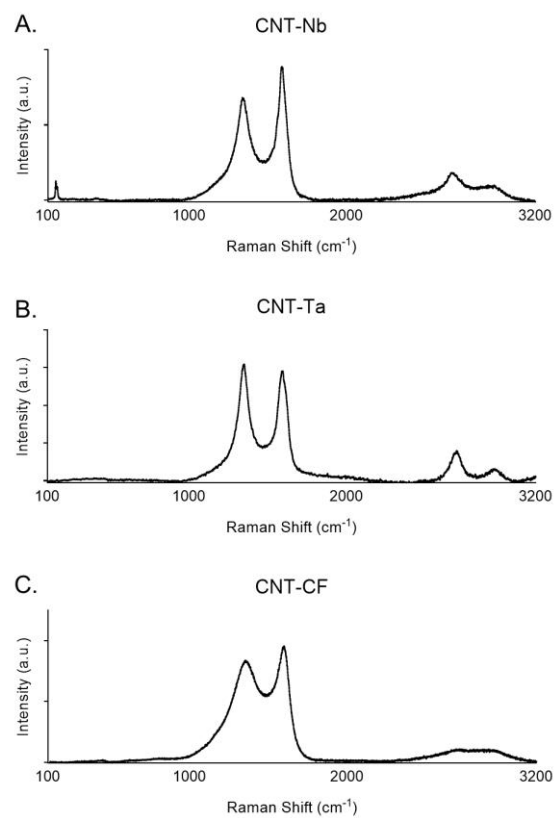 A.
CNT-Nb
Intensity (a.u.)
100 1000 2000 3200
Raman Shift (cm⁻¹)
B.
CNT-Ta
Intensity (a.u.)
100 1000 2000 3200
Raman Shift (cm⁻¹)
C.
CNT-CF
Intensity (a.u.)
100 1000 2000 3200
Raman Shift (cm⁻¹)